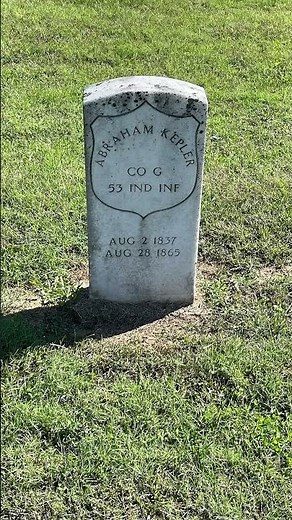 ABRAHAM KEPLER
CO G
53 IND INF
AUG 2 1837
AUG 28 1865